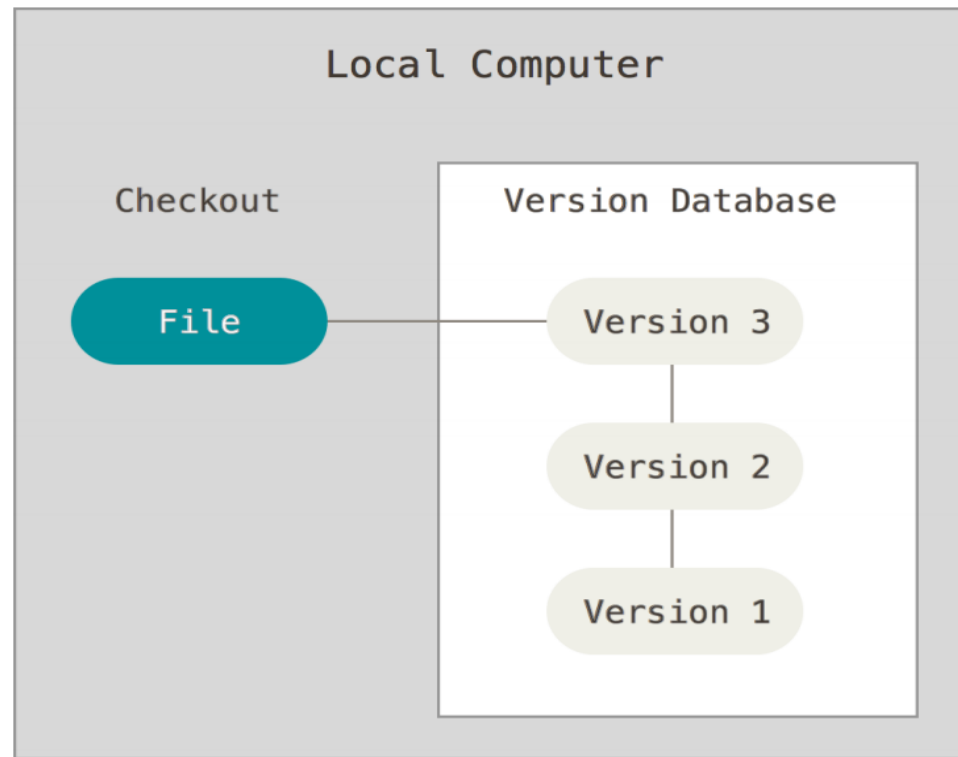 Local Computer
Checkout
Version Database
File
Version 3
Version 2
Version 1